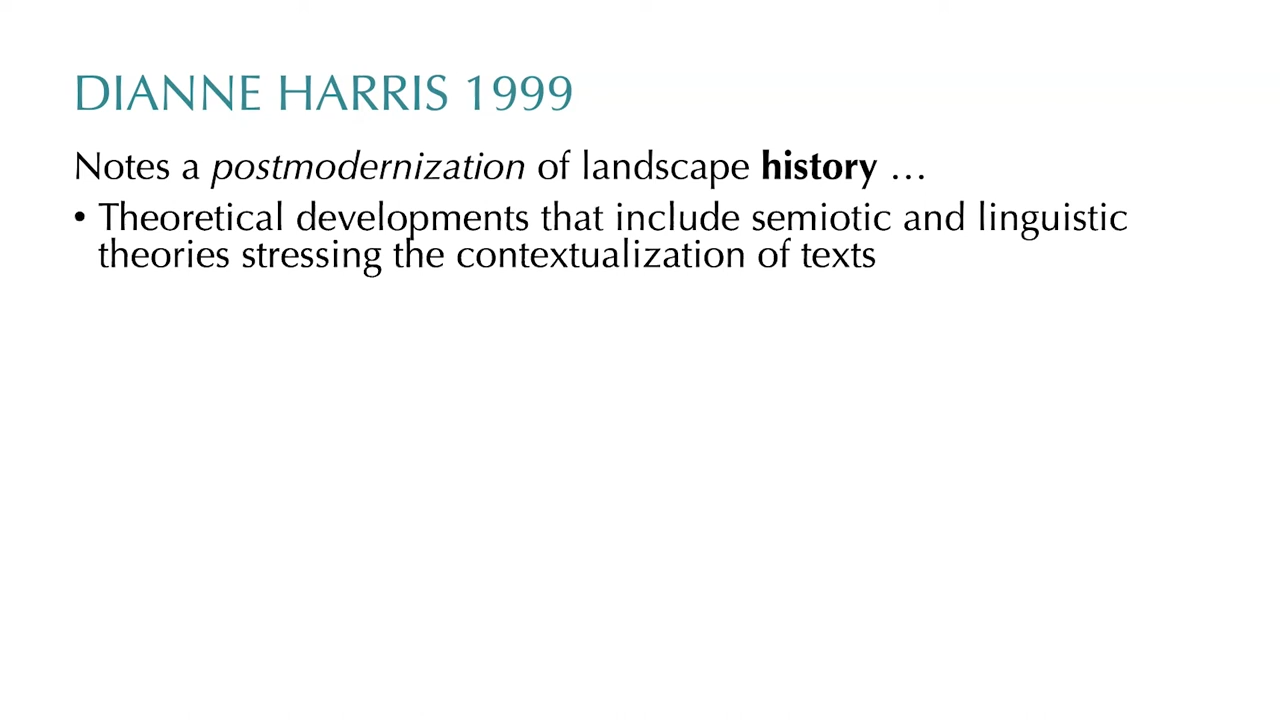 DIANNE HARRIS 1999
Notes a postmodernization of landscape history …
• Theoretical developments that include semiotic and linguistic
theories stressing the contextualization of texts